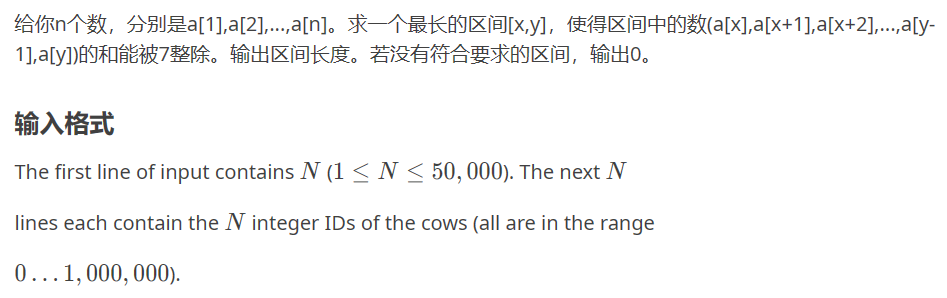 给你n个数，分别是a[1],a[2],...,a[n]。求一个最长的区间[x,y]，使得区间中的数(a[x],a[x+1],a[x+2],...,a[y-
1],a[y])的和能被7整除。输出区间长度。若没有符合要求的区间，输出0。
输入格式
The first line of input contains N (1 ≤ N ≤ 50,000). The next N
lines each contain the N integer IDs of the cows (all are in the range
0…1,000,000).